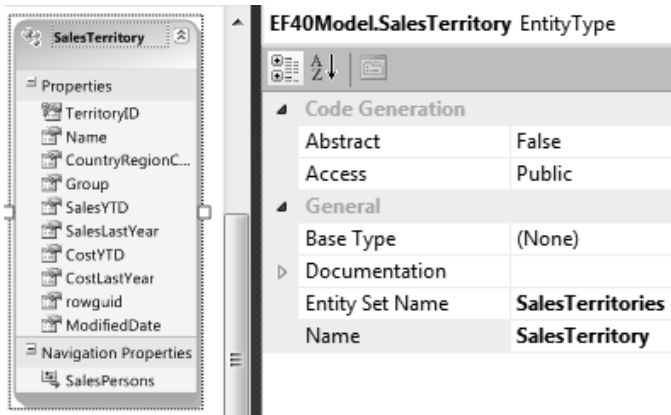 SalesTerritory
Properties
TerritoryID
Name
CountryRegionC...
Group
SalesYTD
SalesLastYear
CostYTD
CostLastYear
rowguid
ModifiedDate
Navigation Properties
SalesPersons
EF40Model.SalesTerritory EntityType
Code Generation
Abstract False
Access Public
General
Base Type (None)
Documentation
Entity Set Name SalesTerritories
Name SalesTerritory